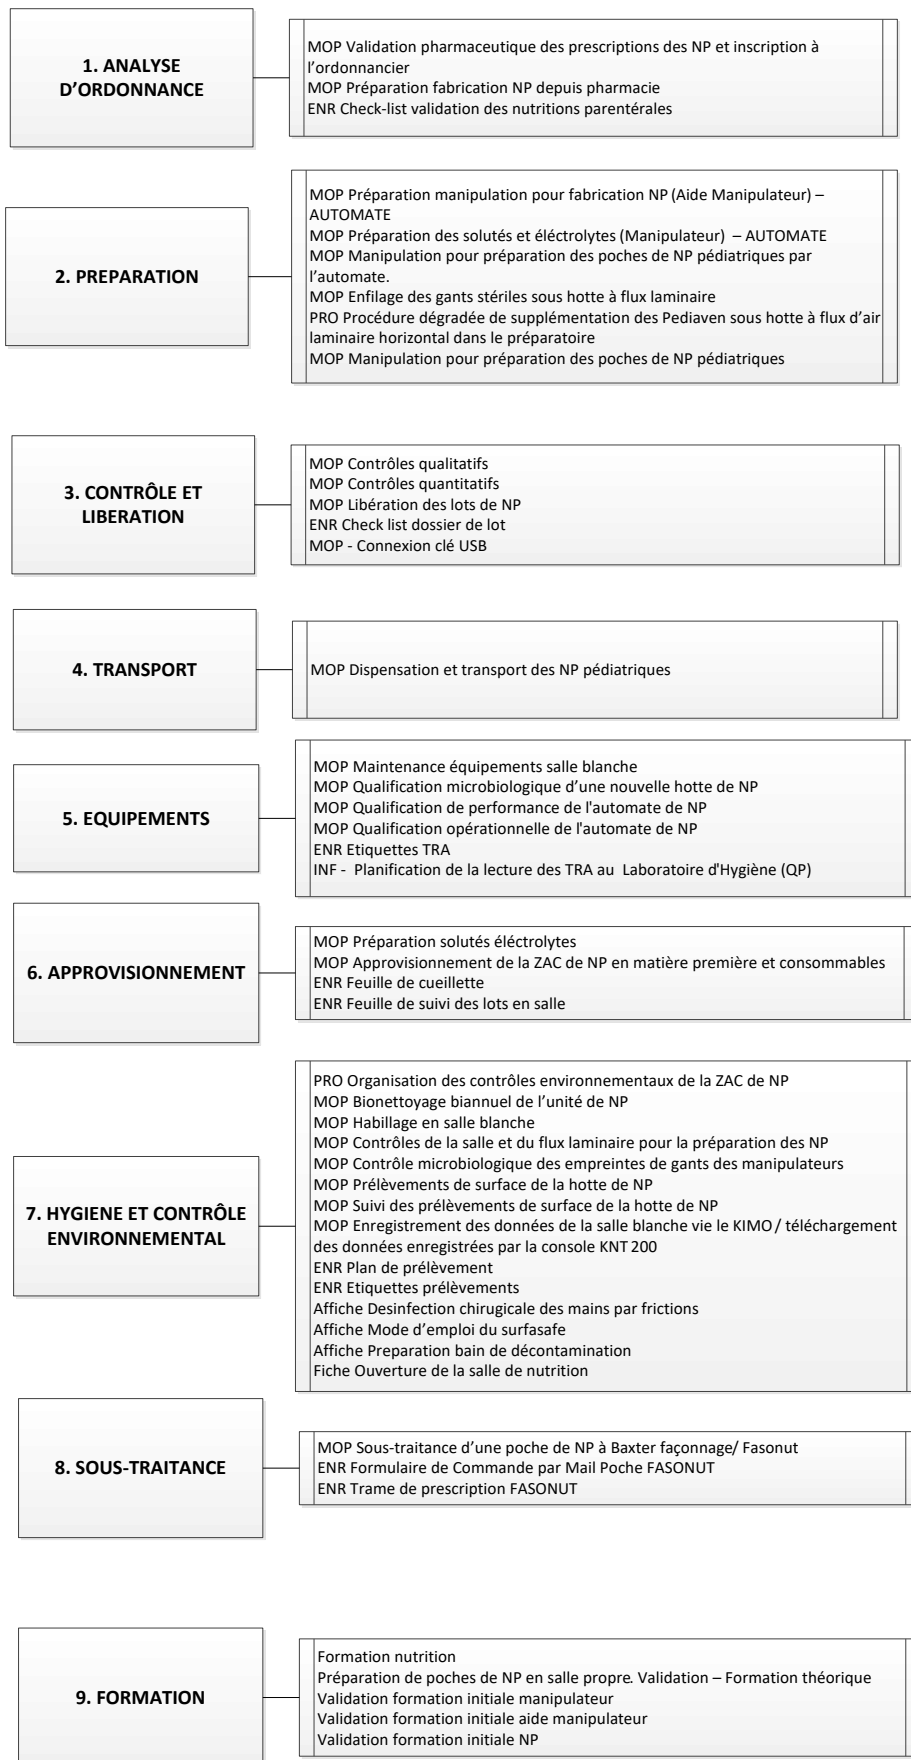 1. ANALYSE
D'ORDONNANCE
MOP Validation pharmaceutique des prescriptions des NP et inscription à
l'ordonnancier
MOP Préparation fabrication NP depuis pharmacie
ENR Check-list validation des nutritions parentérales
2. PREPARATION
MOP Préparation manipulation pour fabrication NP (Aide Manipulateur) –
AUTOMATE
MOP Préparation des solutés et éléctrolytes (Manipulateur) – AUTOMATE
MOP Manipulation pour préparation des poches de NP pédiatriques par
l'automate.
MOP Enfilage des gants stériles sous hotte à flux laminaire
PRO Procédure dégradée de supplémentation des Pediaven sous hotte à flux d'air
laminaire horizontal dans le préparatoire
MOP Manipulation pour préparation des poches de NP pédiatriques
3. CONTRÔLE ET
LIBERATION
MOP Contrôles qualitatifs
MOP Contrôles quantitatifs
MOP Libération des lots de NP
ENR Check list dossier de lot
MOP - Connexion clé USB
4. TRANSPORT
MOP Dispensation et transport des NP pédiatriques
5. EQUIPEMENTS
MOP Maintenance équipements salle blanche
MOP Qualification microbiologique d'une nouvelle hotte de NP
MOP Qualification de performance de l'automate de NP
MOP Qualification opérationnelle de l'automate de NP
ENR Etiquettes TRA
INF - Planification de la lecture des TRA au Laboratoire d'Hygiène (QP)
6. APPROVISIONNEMENT
MOP Préparation solutés éléctrolytes
MOP Approvisionnement de la ZAC de NP en matière première et consommables
ENR Feuille de cueillette
ENR Feuille de suivi des lots en salle
7. HYGIENE ET CONTRÔLE
ENVIRONNEMENTAL
PRO Organisation des contrôles environnementaux de la ZAC de NP
MOP Bionettoyage biannuel de l'unité de NP
MOP Habillage en salle blanche
MOP Contrôles de la salle et du flux laminaire pour la préparation des NP
MOP Contrôle microbiologique des empreintes de gants des manipulateurs
MOP Prélèvements de surface de la hotte de NP
MOP Suivi des prélèvements de surface de la hotte de NP
MOP Enregistrement des données de la salle blanche vie le KIMO / téléchargement
des données enregistrées par la console KNT 200
ENR Plan de prélèvement
ENR Etiquettes prélèvements
Affiche Desinfection chirugicale des mains par frictions
Affiche Mode d'emploi du surfasafe
Affiche Preparation bain de décontamination
Fiche Ouverture de la salle de nutrition
8. SOUS-TRAITANCE
MOP Sous-traitance d'une poche de NP à Baxter façonnage/ Fasonut
ENR Formulaire de Commande par Mail Poche FASONUT
ENR Trame de prescription FASONUT
9. FORMATION
Formation nutrition
Préparation de poches de NP en salle propre. Validation – Formation théorique
Validation formation initiale manipulateur
Validation formation initiale aide manipulateur
Validation formation initiale NP